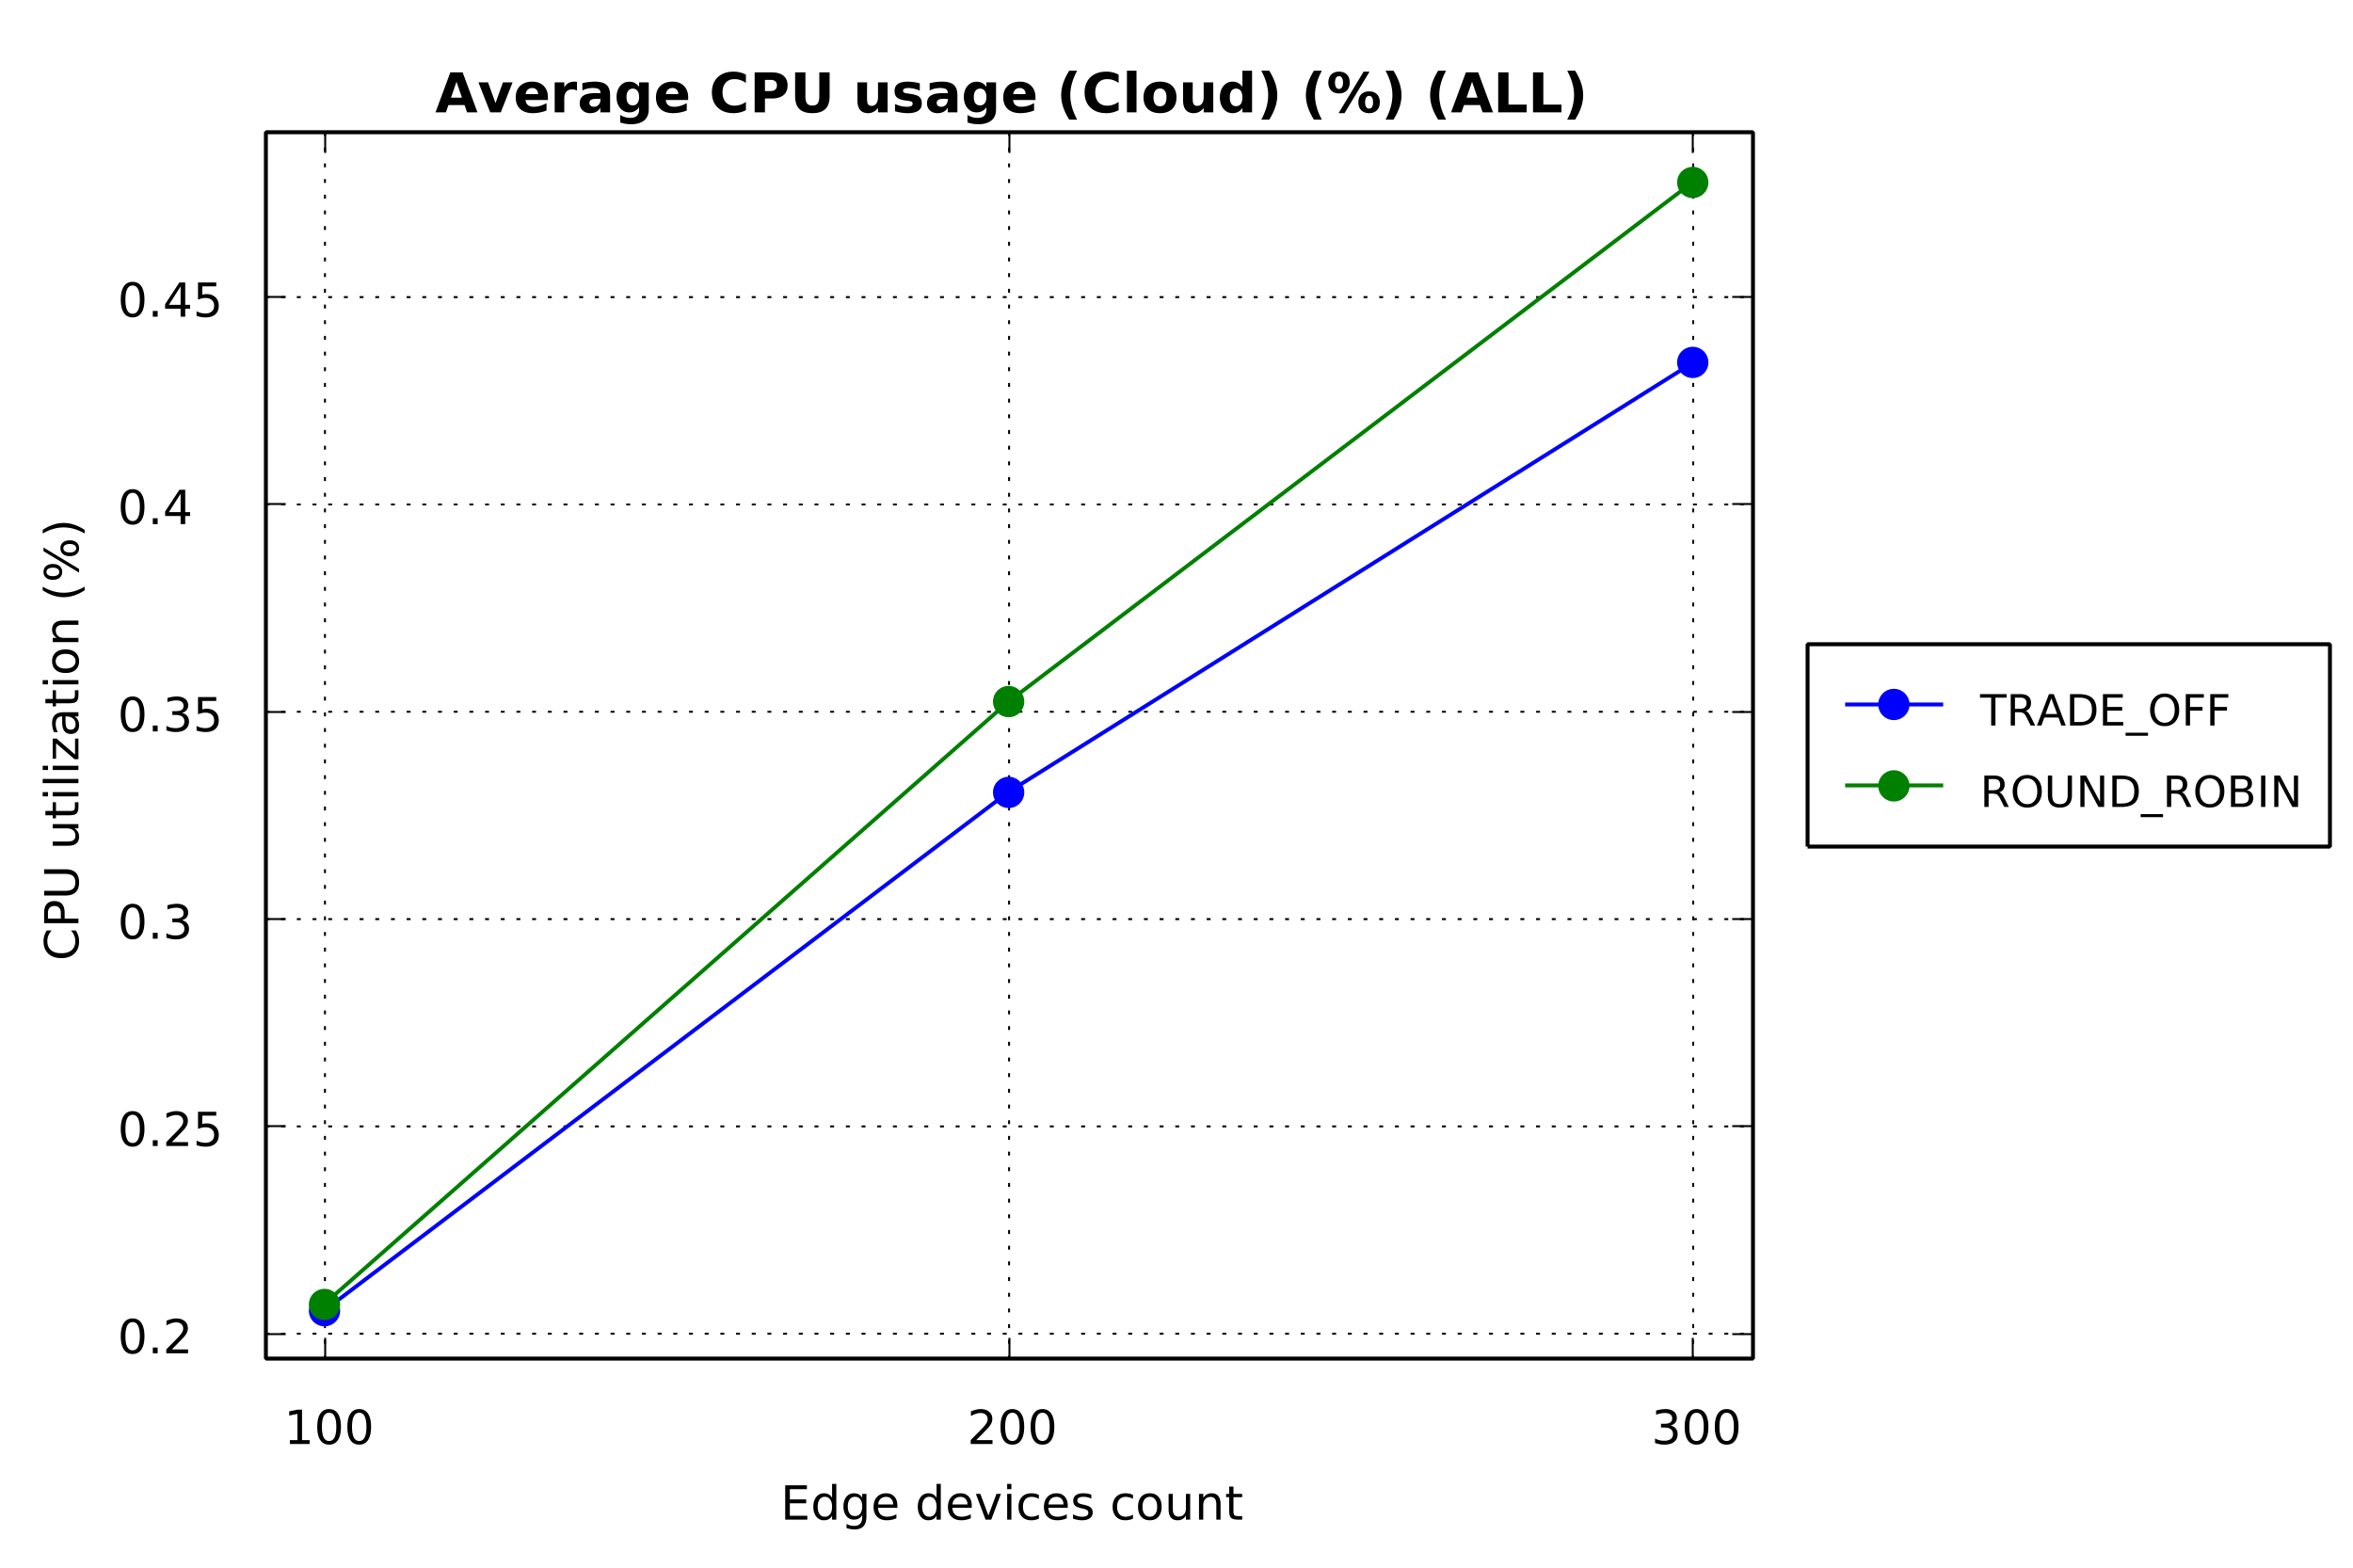 Average CPU usage (Cloud) (%) (ALL)
CPU utilization (%)
0.45
0.4
0.35
0.3
0.25
0.2
100 200 300
Edge devices count
TRADE_OFF
ROUND_ROBIN